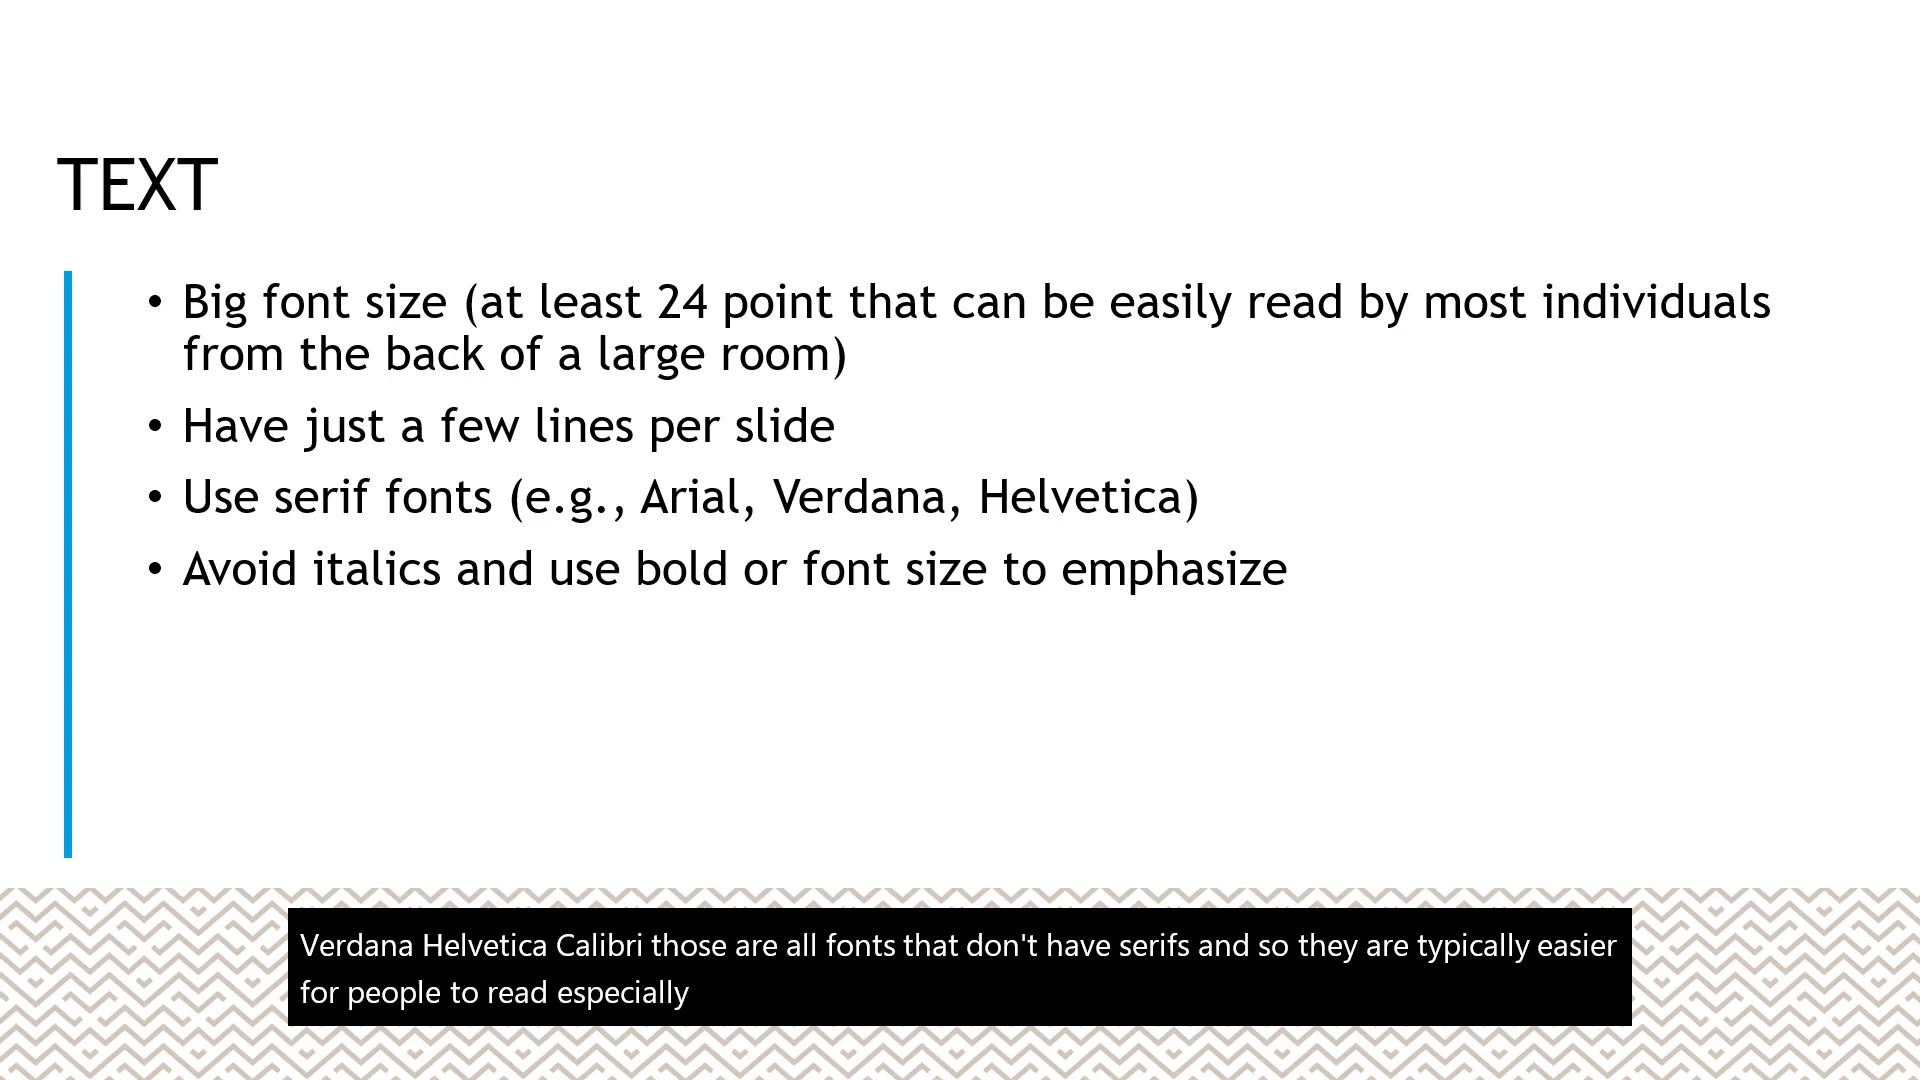 TEXT
• Big font size (at least 24 point that can be easily read by most individuals
from the back of a large room)
• Have just a few lines per slide
• Use serif fonts (e.g., Arial, Verdana, Helvetica)
• Avoid italics and use bold or font size to emphasize
Verdana Helvetica Calibri those are all fonts that don't have serifs and so they are typically easier
for people to read especially